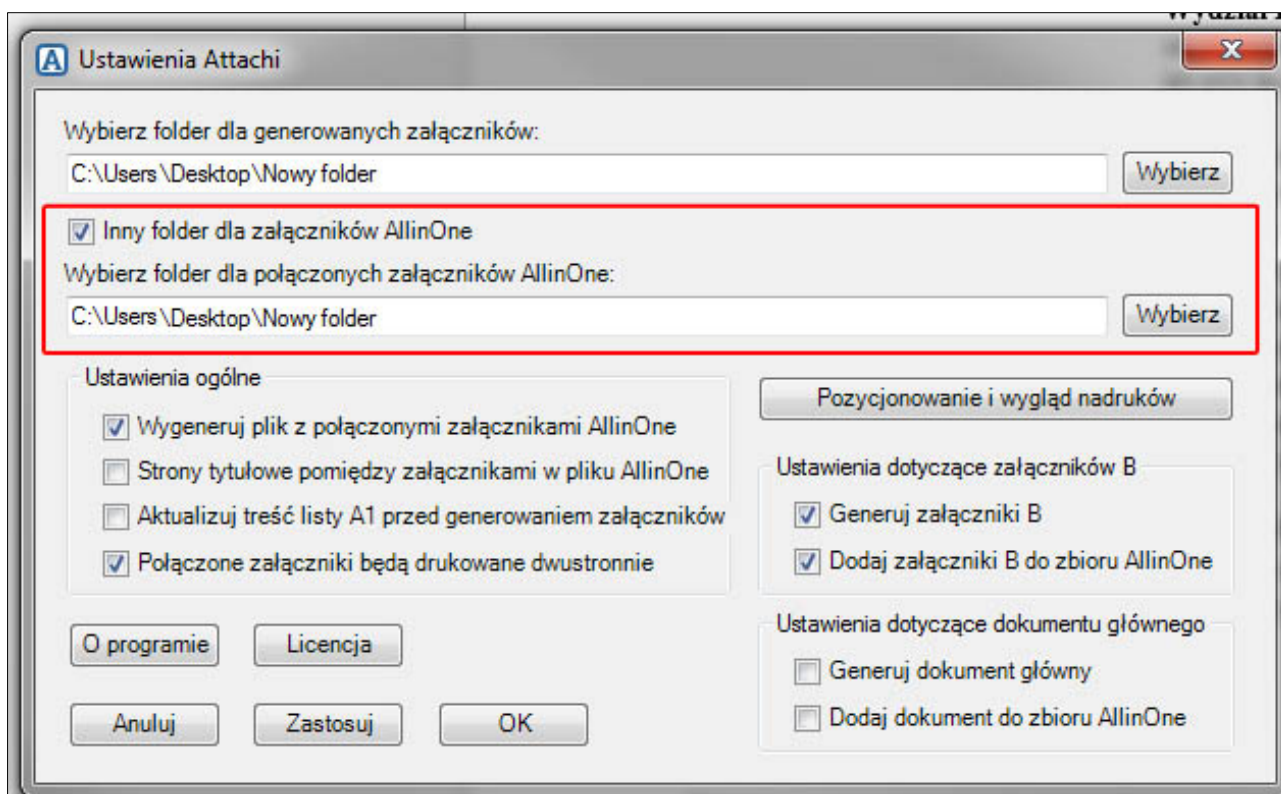 Ustawienia Attachi
Wybierz folder dla generowanych załączników:
C:\Users\Desktop\Nowy folder
Wybierz
Inny folder dla załączników AllinOne
Wybierz folder dla połączonych załączników AllinOne:
C:\Users\Desktop\Nowy folder
Wybierz
Ustawienia ogólne
Wygeneruj plik z połączonymi załącznikami AllinOne
Strony tytułowe pomiędzy załącznikami w pliku AllinOne
Aktualizuj treść listy A1 przed generowaniem załączników
Połączone załączniki będą drukowane dwustronnie
Pozycjonowanie i wygląd nadruków
Ustawienia dotyczące załączników B
Generuj załączniki B
Dodaj załączniki B do zbioru AllinOne
Ustawienia dotyczące dokumentu głównego
Generuj dokument główny
Dodaj dokument do zbioru AllinOne
O programie
Licencja
Anuluj
Zastosuj
OK